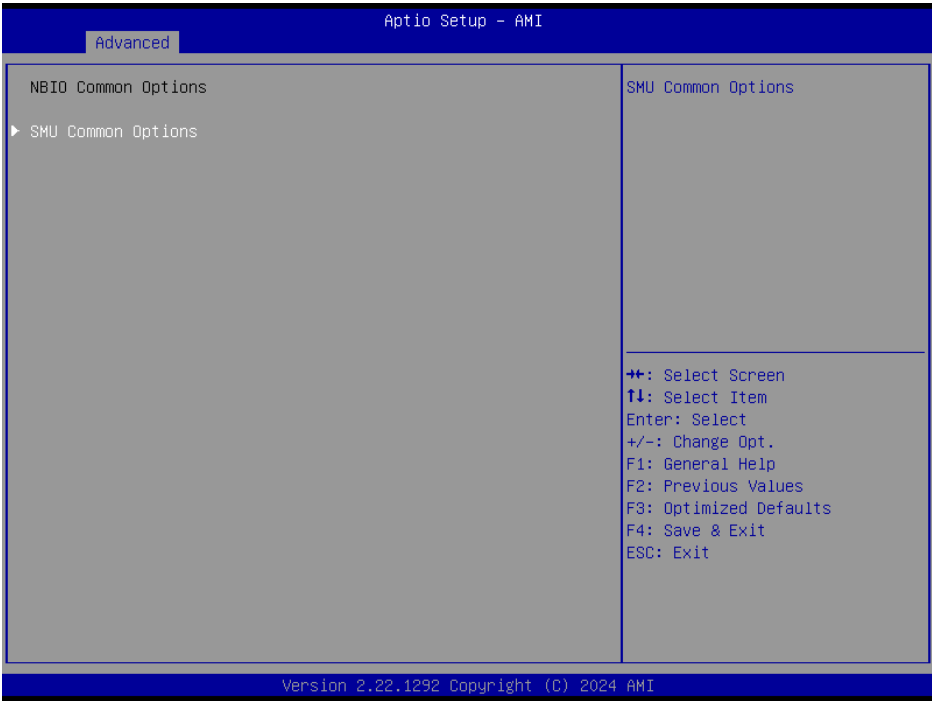 Aptio Setup – AMI
Advanced
NBIO Common Options
▶ SMU Common Options
SMU Common Options
→←: Select Screen
↑↓: Select Item
Enter: Select
+/-: Change Opt.
F1: General Help
F2: Previous Values
F3: Optimized Defaults
F4: Save & Exit
ESC: Exit
Version 2.22.1292 Copyright (C) 2024 AMI